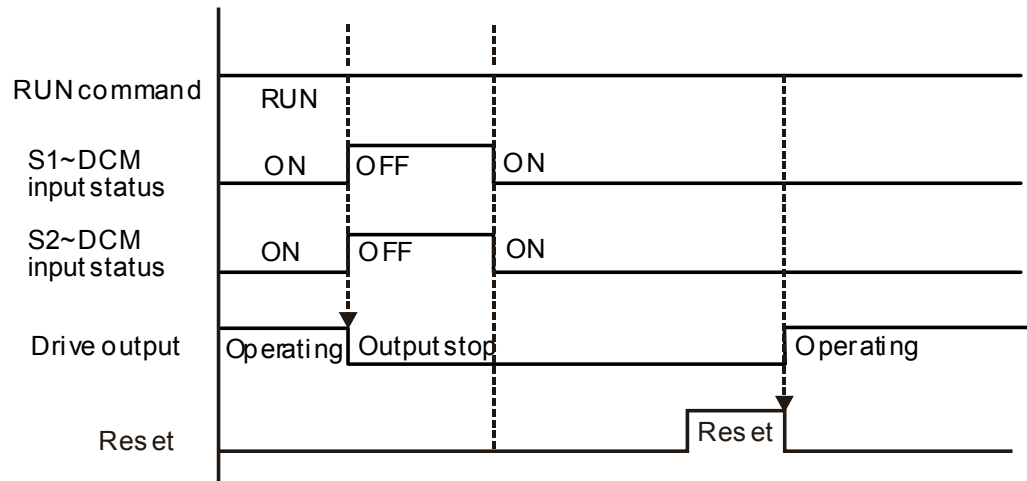 RUN command
RUN
S1~DCM
input status
ON
OFF
ON
S2~DCM
input status
ON
OFF
ON
Drive output
Operating
Output stop
Operating
Reset
Reset